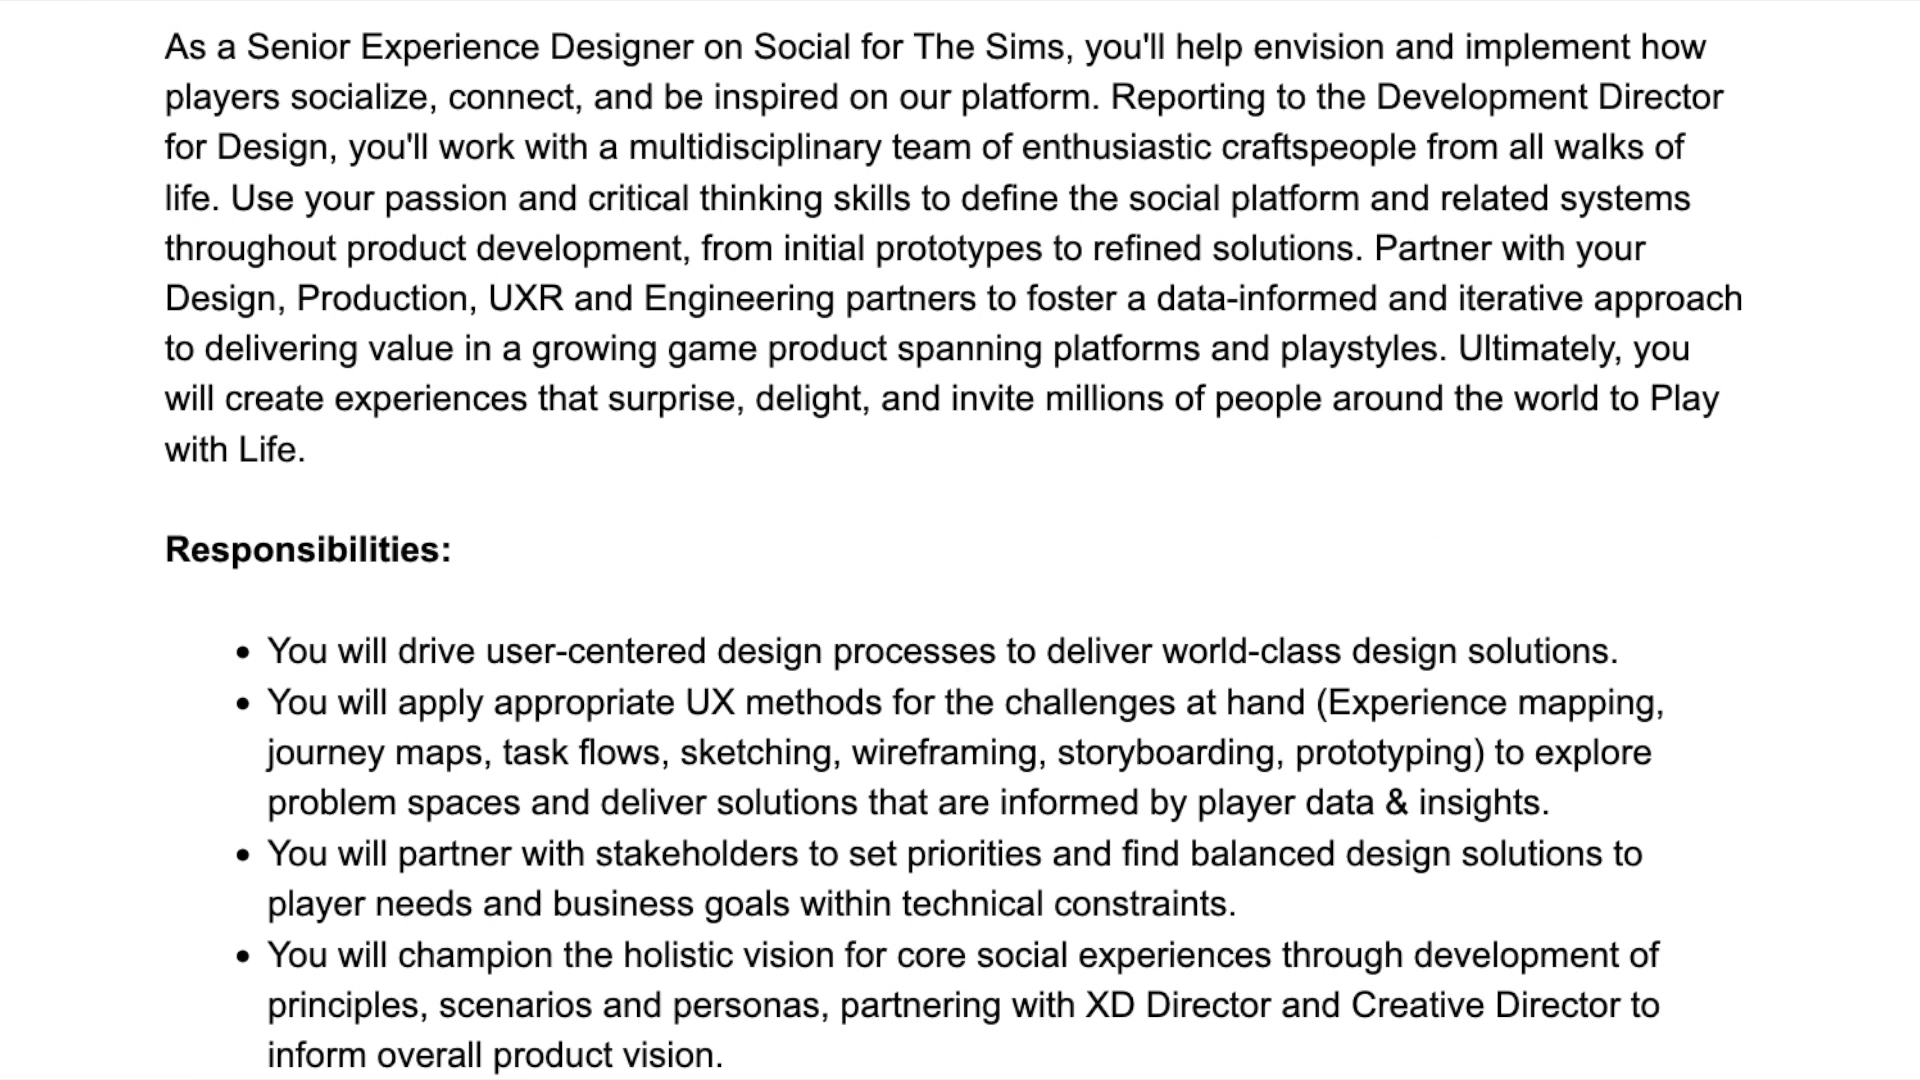 As a Senior Experience Designer on Social for The Sims, you'll help envision and implement how
players socialize, connect, and be inspired on our platform. Reporting to the Development Director
for Design, you'll work with a multidisciplinary team of enthusiastic craftspeople from all walks of
life. Use your passion and critical thinking skills to define the social platform and related systems
throughout product development, from initial prototypes to refined solutions. Partner with your
Design, Production, UXR and Engineering partners to foster a data-informed and iterative approach
to delivering value in a growing game product spanning platforms and playstyles. Ultimately, you
will create experiences that surprise, delight, and invite millions of people around the world to Play
with Life.
Responsibilities:
• You will drive user-centered design processes to deliver world-class design solutions.
• You will apply appropriate UX methods for the challenges at hand (Experience mapping,
journey maps, task flows, sketching, wireframing, storyboarding, prototyping) to explore
problem spaces and deliver solutions that are informed by player data & insights.
• You will partner with stakeholders to set priorities and find balanced design solutions to
player needs and business goals within technical constraints.
• You will champion the holistic vision for core social experiences through development of
principles, scenarios and personas, partnering with XD Director and Creative Director to
inform overall product vision.